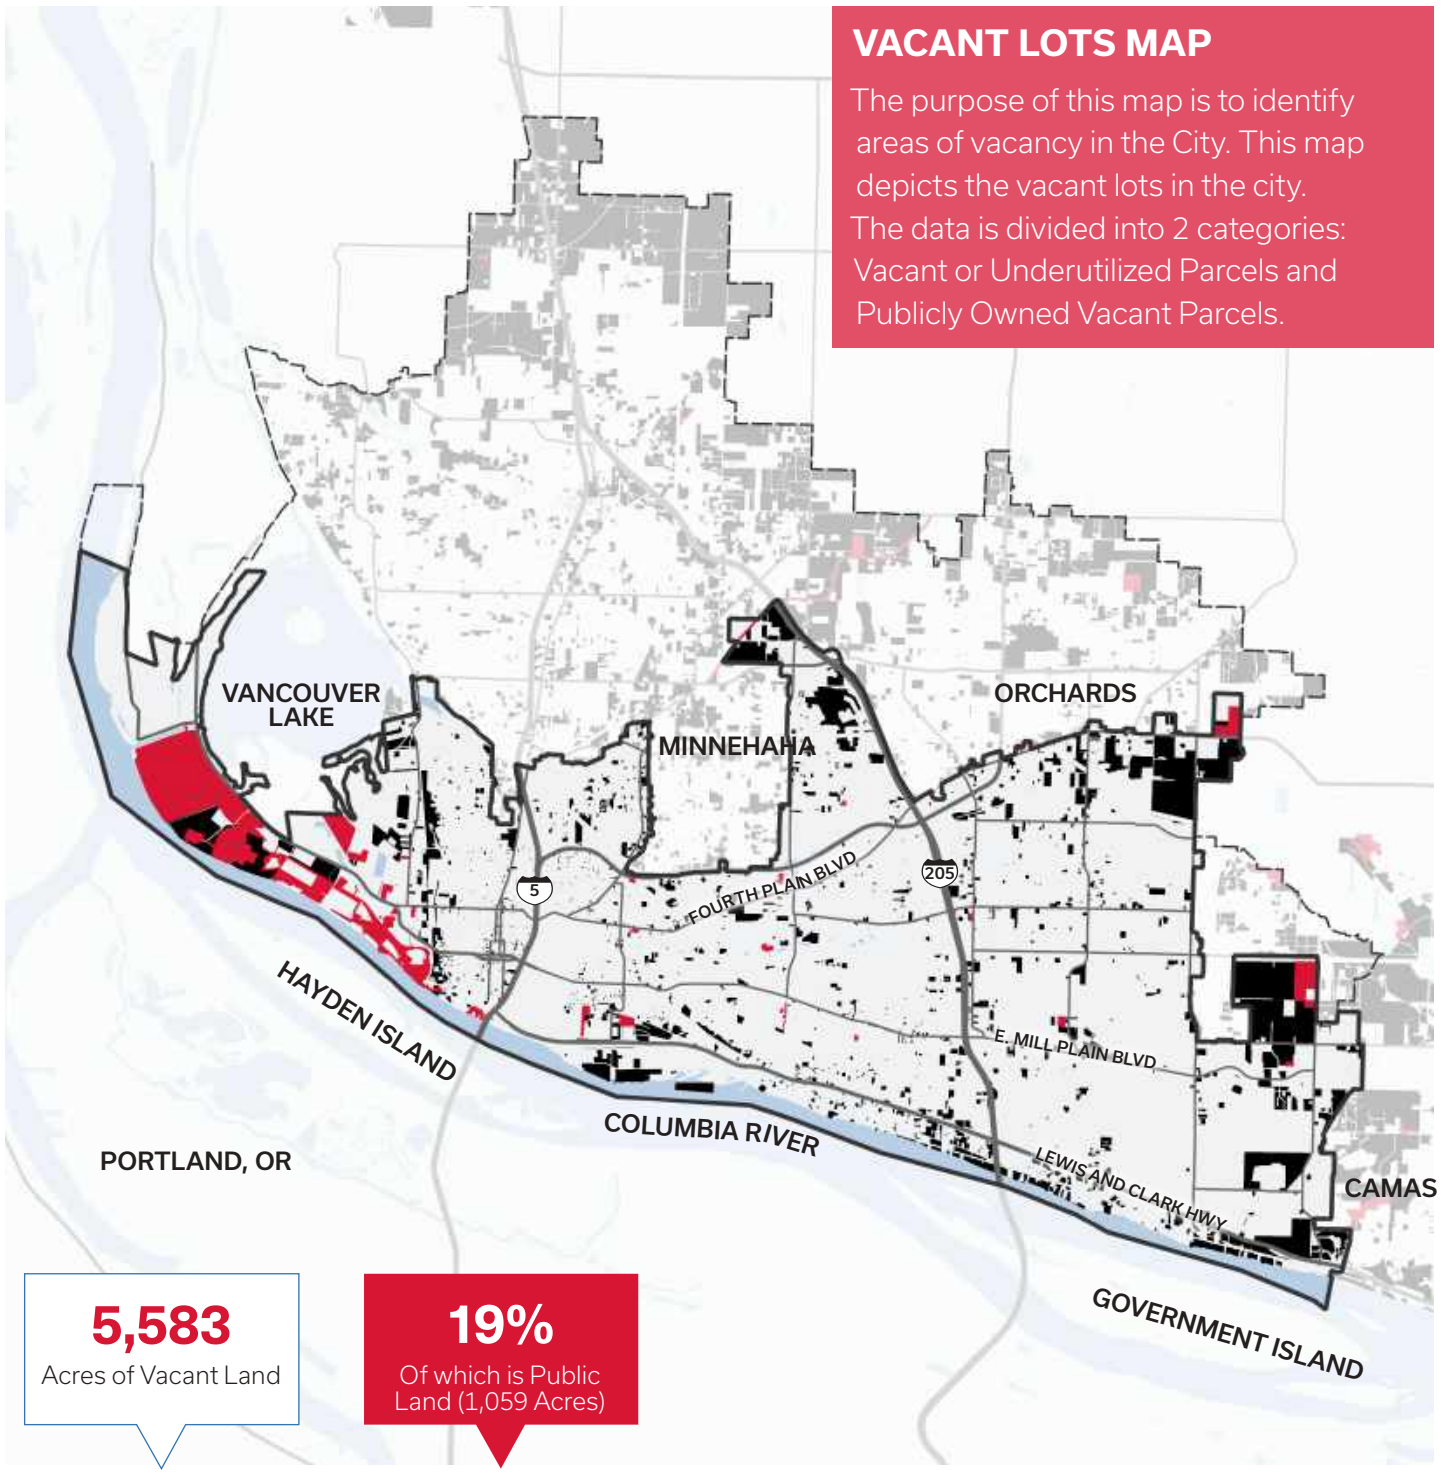 VACANT LOTS MAP
The purpose of this map is to identify
areas of vacancy in the City. This map
depicts the vacant lots in the city.
The data is divided into 2 categories:
Vacant or Underutilized Parcels and
Publicly Owned Vacant Parcels.
VANCOUVER
LAKE
MINNEHAHA
ORCHARDS
5
205
FOURTH PLAIN BLVD
HAYDEN ISLAND
E. MILL PLAIN BLVD
COLUMBIA RIVER
PORTLAND, OR
LEWIS AND CLARK HWY
CAMAS
GOVERNMENT ISLAND
5,583
Acres of Vacant Land
19%
Of which is Public
Land (1,059 Acres)